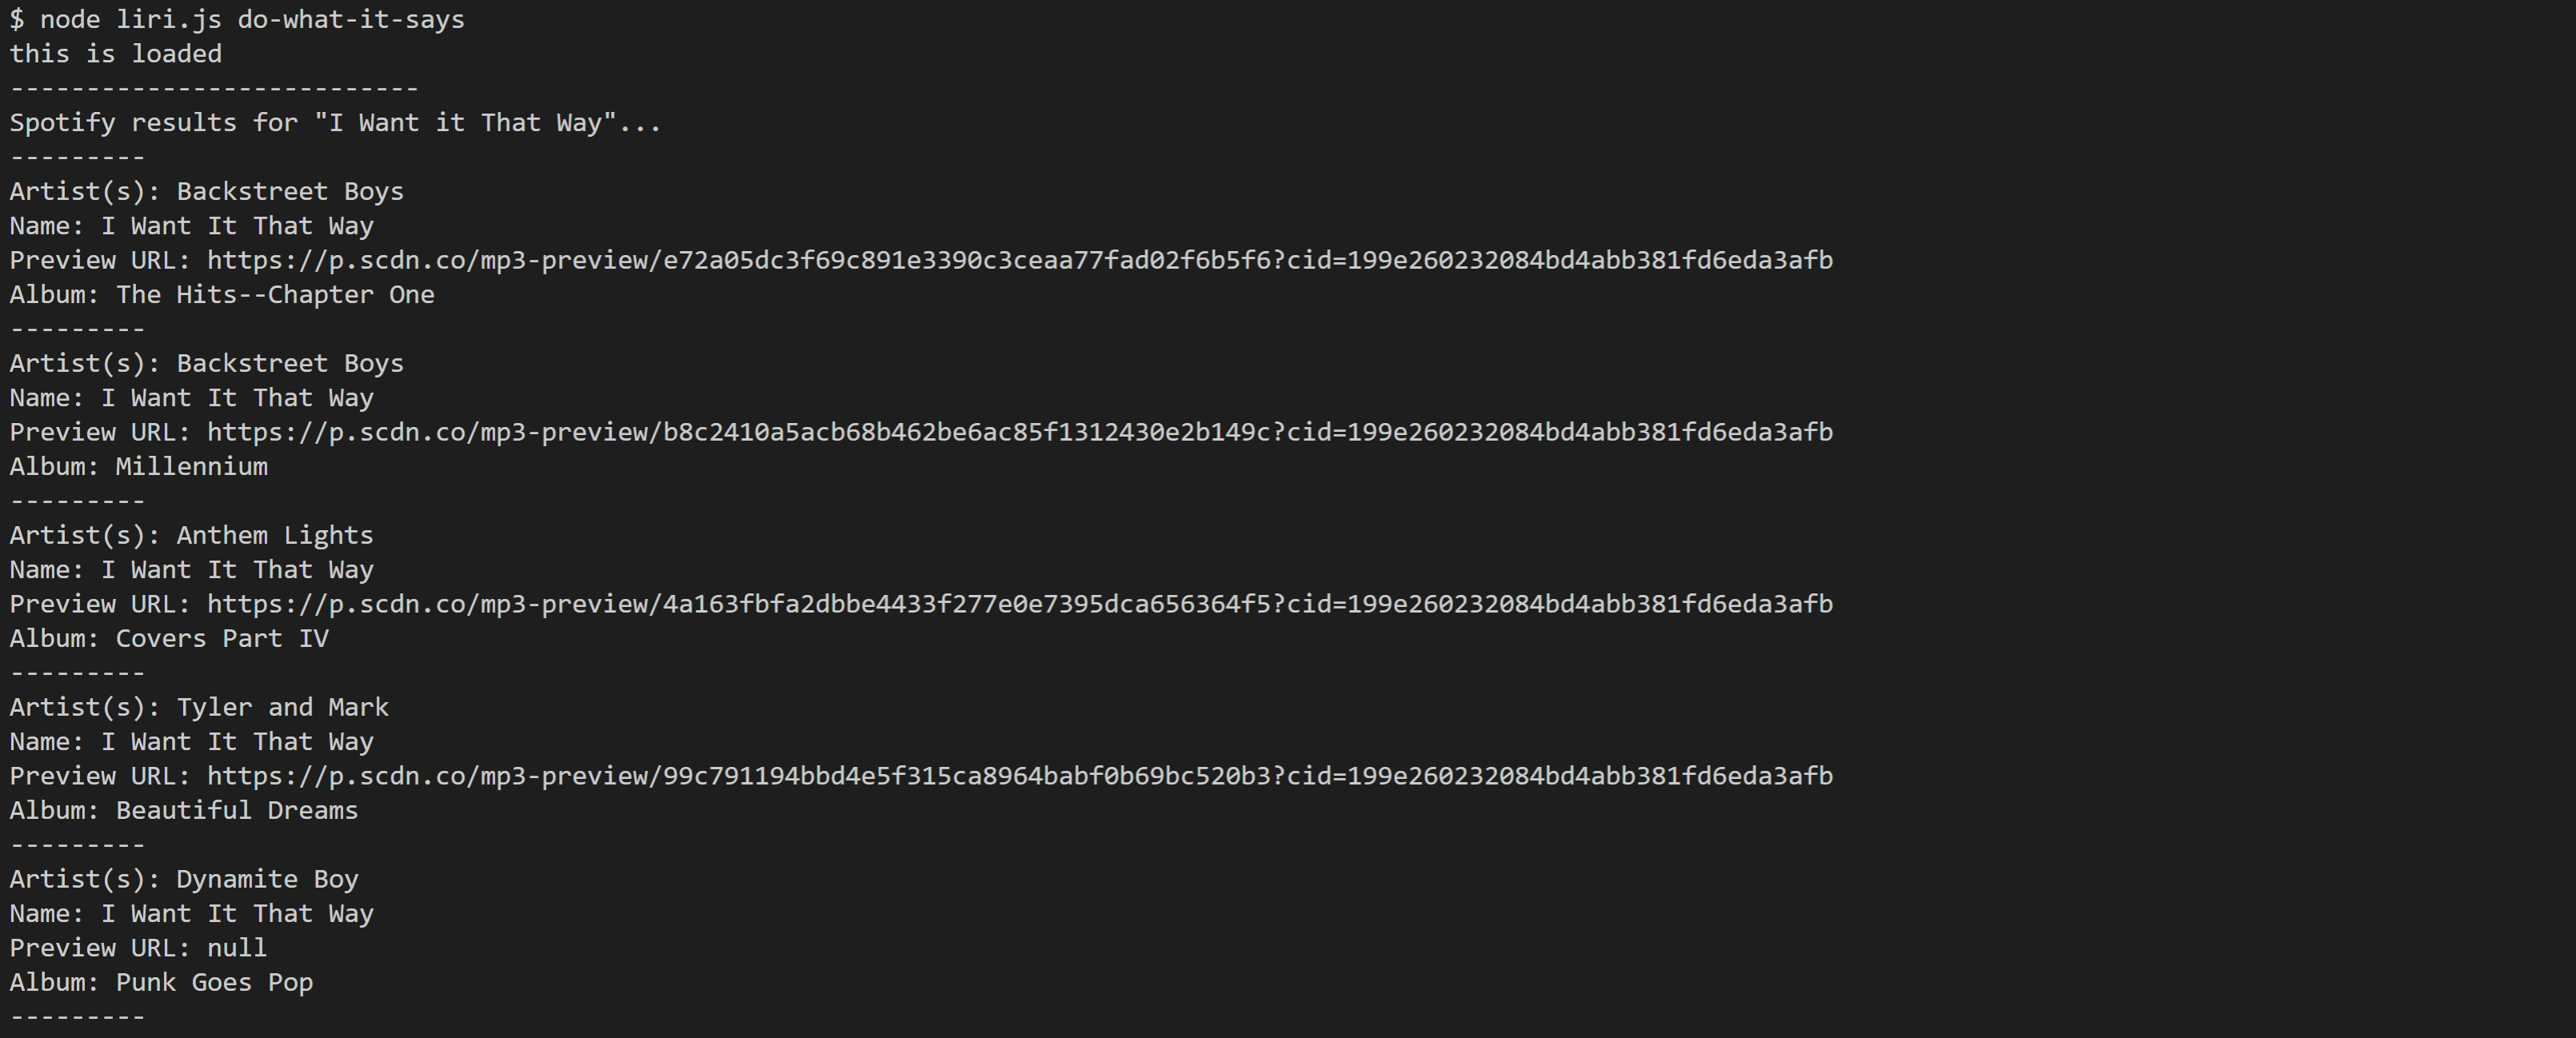 $ node liri.js do-what-it-says
this is loaded
---------------------------
Spotify results for "I Want it That Way"...
---------
Artist(s): Backstreet Boys
Name: I Want It That Way
Preview URL: https://p.scdn.co/mp3-preview/e72a05dc3f69c891e3390c3ceaa77fad02f6b5f6?cid=199e260232084bd4abb381fd6eda3afb
Album: The Hits--Chapter One
---------
Artist(s): Backstreet Boys
Name: I Want It That Way
Preview URL: https://p.scdn.co/mp3-preview/b8c2410a5acb68b462be6ac85f1312430e2b149c?cid=199e260232084bd4abb381fd6eda3afb
Album: Millennium
---------
Artist(s): Anthem Lights
Name: I Want It That Way
Preview URL: https://p.scdn.co/mp3-preview/4a163fbfa2dbbe4433f277e0e7395dca656364f5?cid=199e260232084bd4abb381fd6eda3afb
Album: Covers Part IV
---------
Artist(s): Tyler and Mark
Name: I Want It That Way
Preview URL: https://p.scdn.co/mp3-preview/99c791194bbd4e5f315ca8964babf0b69bc520b3?cid=199e260232084bd4abb381fd6eda3afb
Album: Beautiful Dreams
---------
Artist(s): Dynamite Boy
Name: I Want It That Way
Preview URL: null
Album: Punk Goes Pop
---------